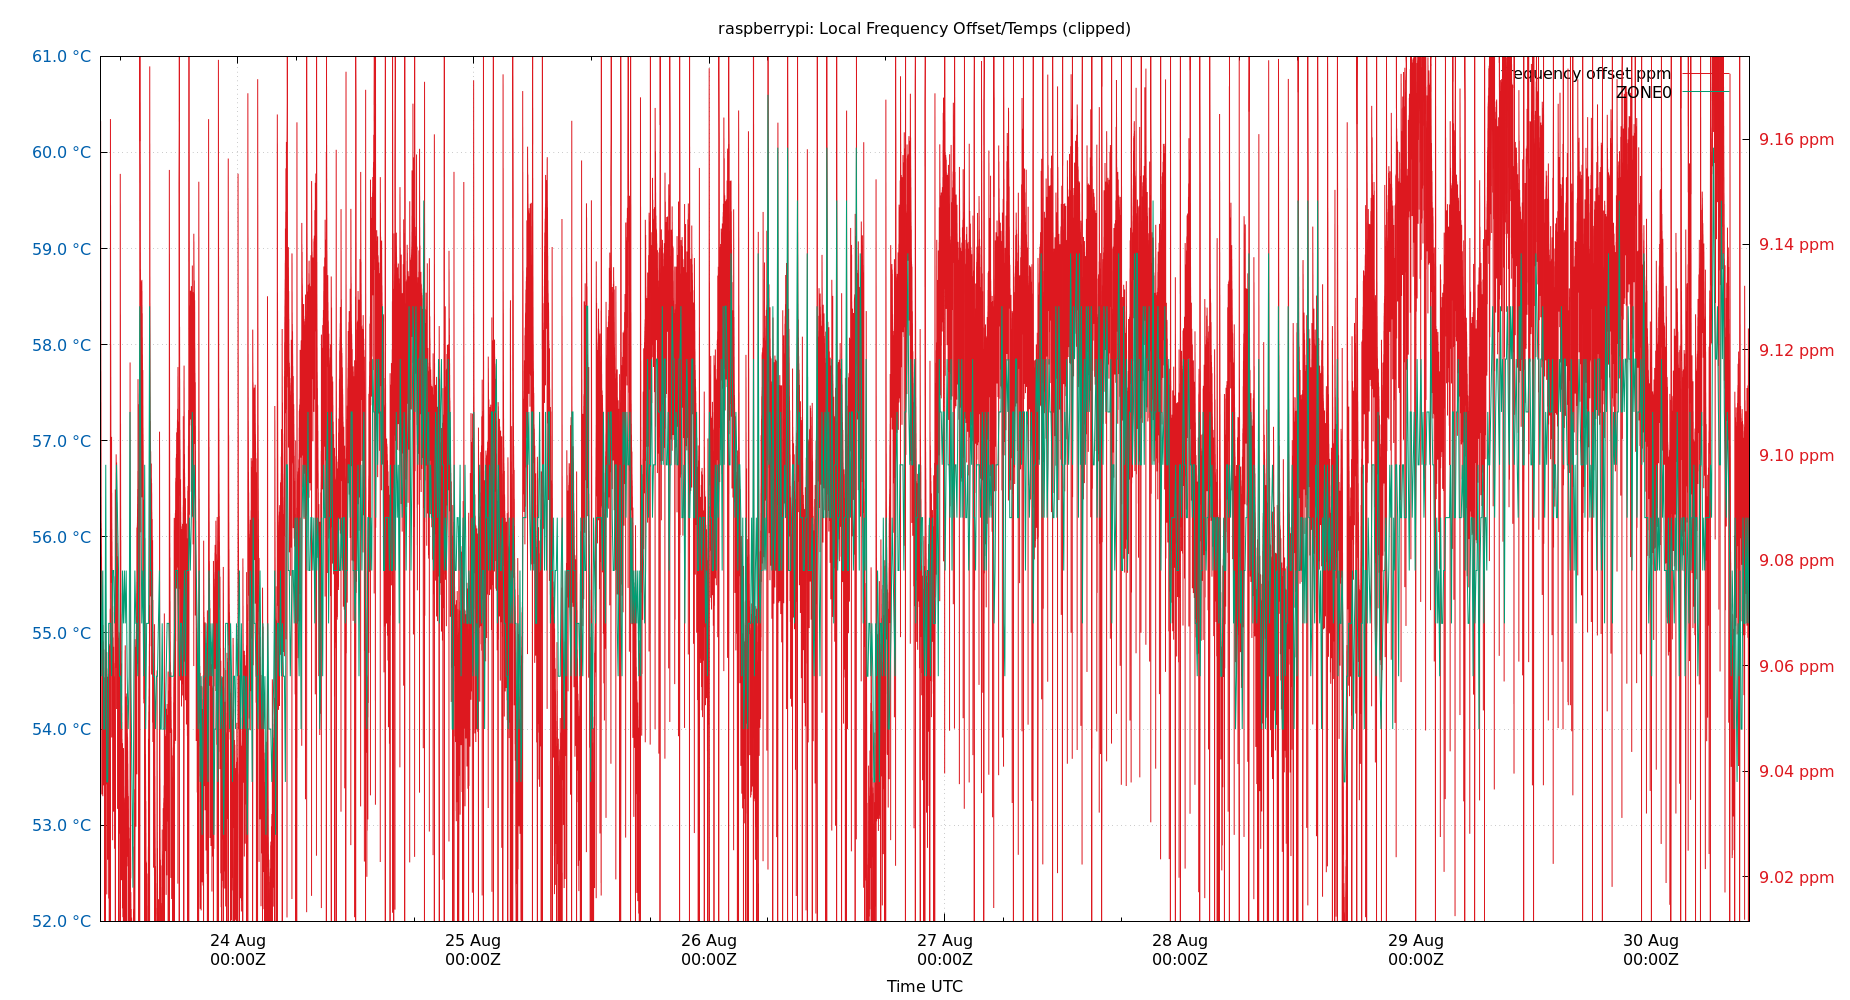 raspberrypi: Local Frequency Offset/Temps (clipped)
61.0 °C
60.0 °C
59.0 °C
58.0 °C
57.0 °C
56.0 °C
55.0 °C
54.0 °C
53.0 °C
52.0 °C
frequency offset ppm
ZONE0
9.16 ppm
9.14 ppm
9.12 ppm
9.10 ppm
9.08 ppm
9.06 ppm
9.04 ppm
9.02 ppm
24 Aug
00:00Z
25 Aug
00:00Z
26 Aug
00:00Z
27 Aug
00:00Z
28 Aug
00:00Z
29 Aug
00:00Z
30 Aug
00:00Z
Time UTC